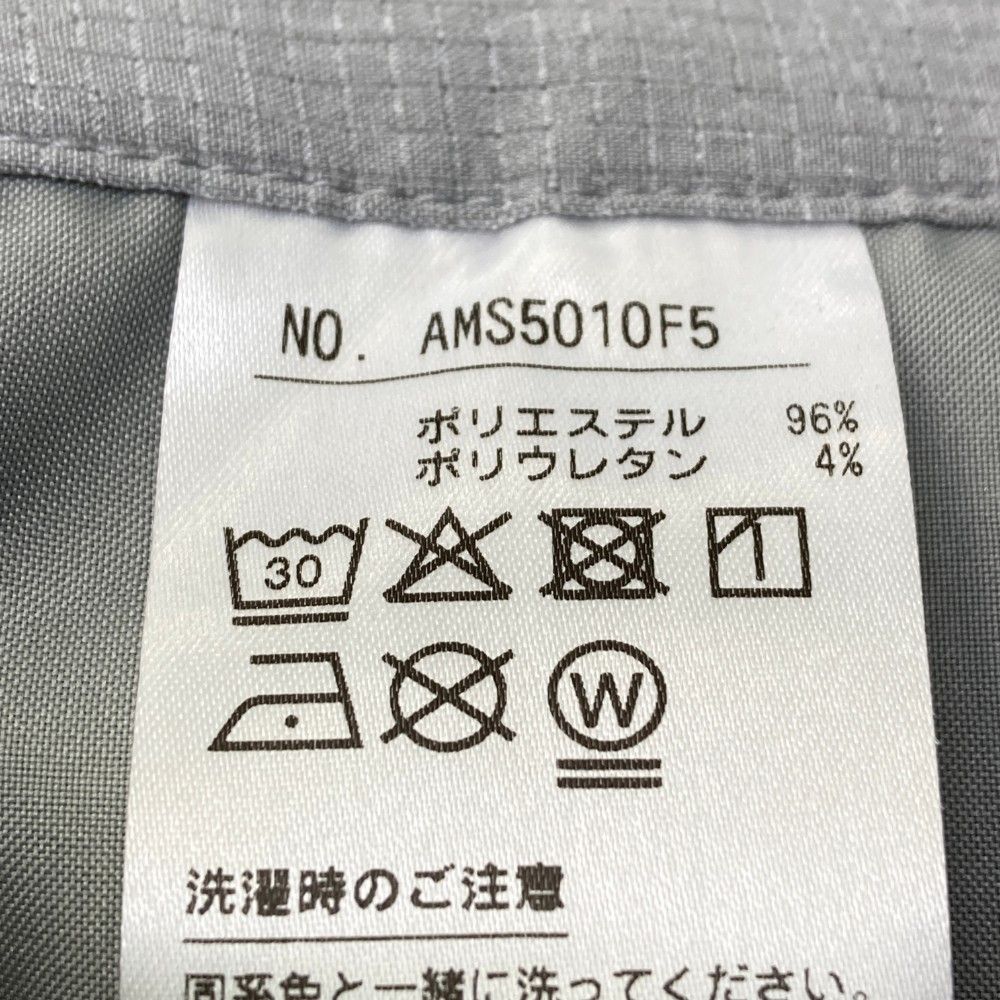 NO. AMS5010F5
ポリエステル 96%
ポリウレタン 4%
30
1
W
洗濯時のご注意
同系色と一緒に洗ってください。